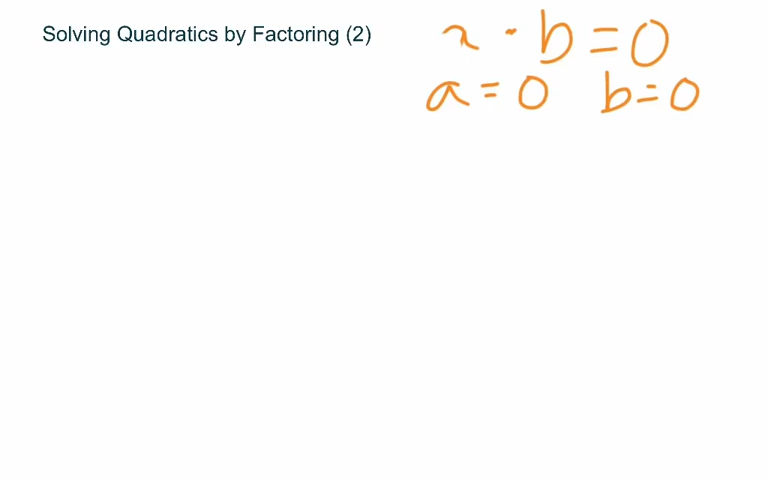 Solving Quadratics by Factoring (2)
a · b = 0
a = 0 b = 0